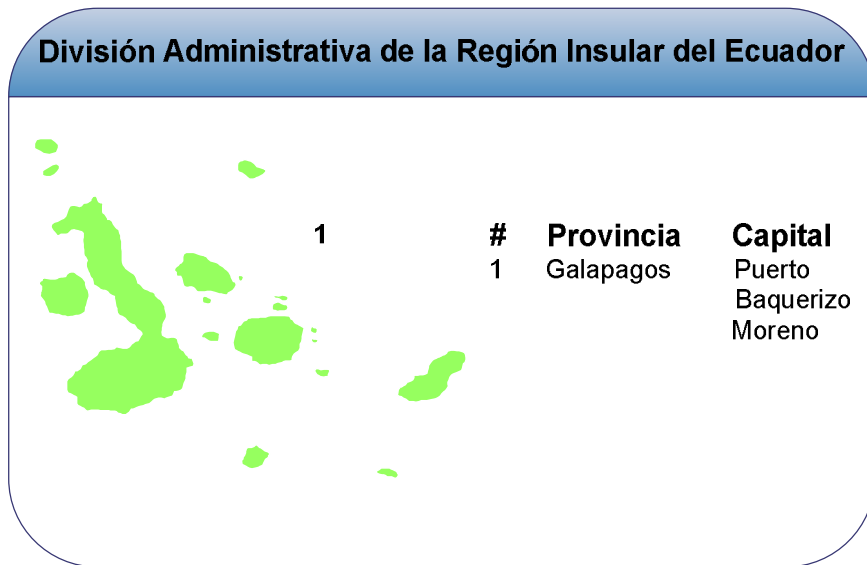 División Administrativa de la Región Insular del Ecuador
1
# Provincia Capital
1 Galapagos Puerto
Baquerizo
Moreno